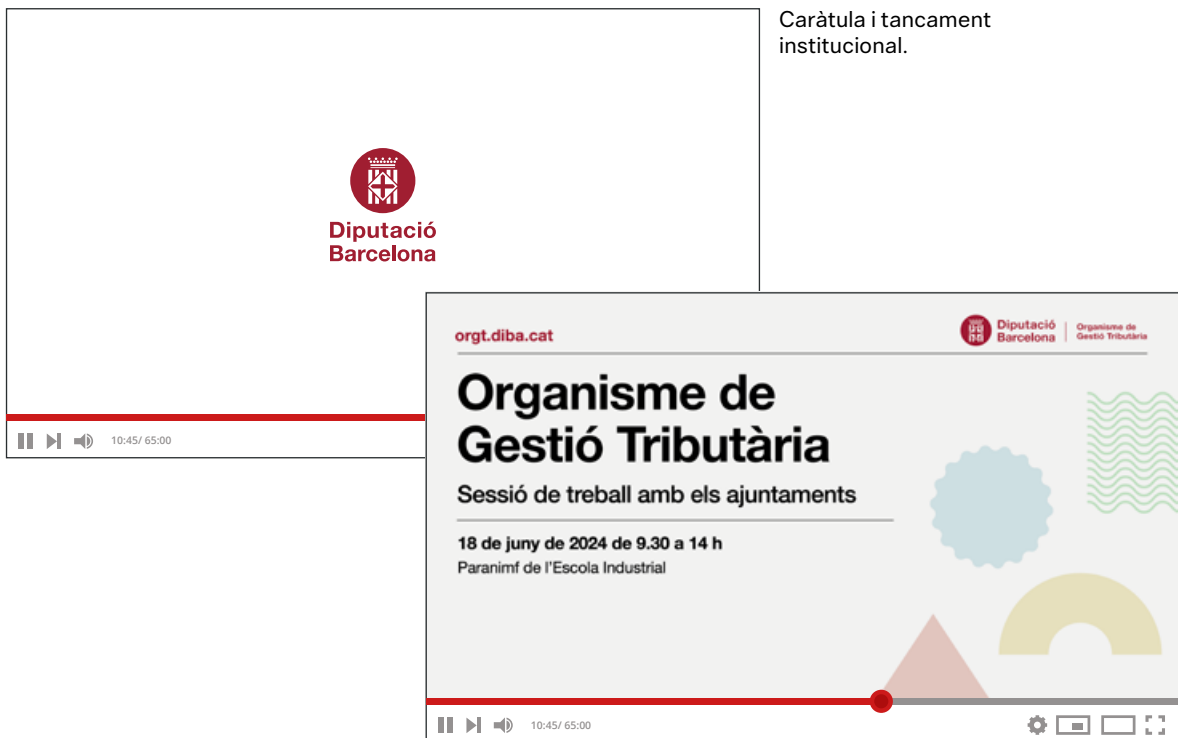 Caràtula i tancament
institucional.
Diputació
Barcelona
10:45/ 65:00
orgt.diba.cat
Diputació
Barcelona
Organisme de
Gestió Tributària
Organisme de
Gestió Tributària
Sessió de treball amb els ajuntaments
18 de juny de 2024 de 9.30 a 14 h
Paranimf de l'Escola Industrial
10:45/ 65:00